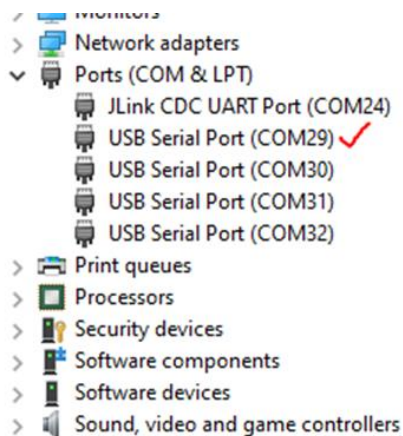 Monitors
Network adapters
Ports (COM & LPT)
JLink CDC UART Port (COM24)
USB Serial Port (COM29)
USB Serial Port (COM30)
USB Serial Port (COM31)
USB Serial Port (COM32)
Print queues
Processors
Security devices
Software components
Software devices
Sound, video and game controllers